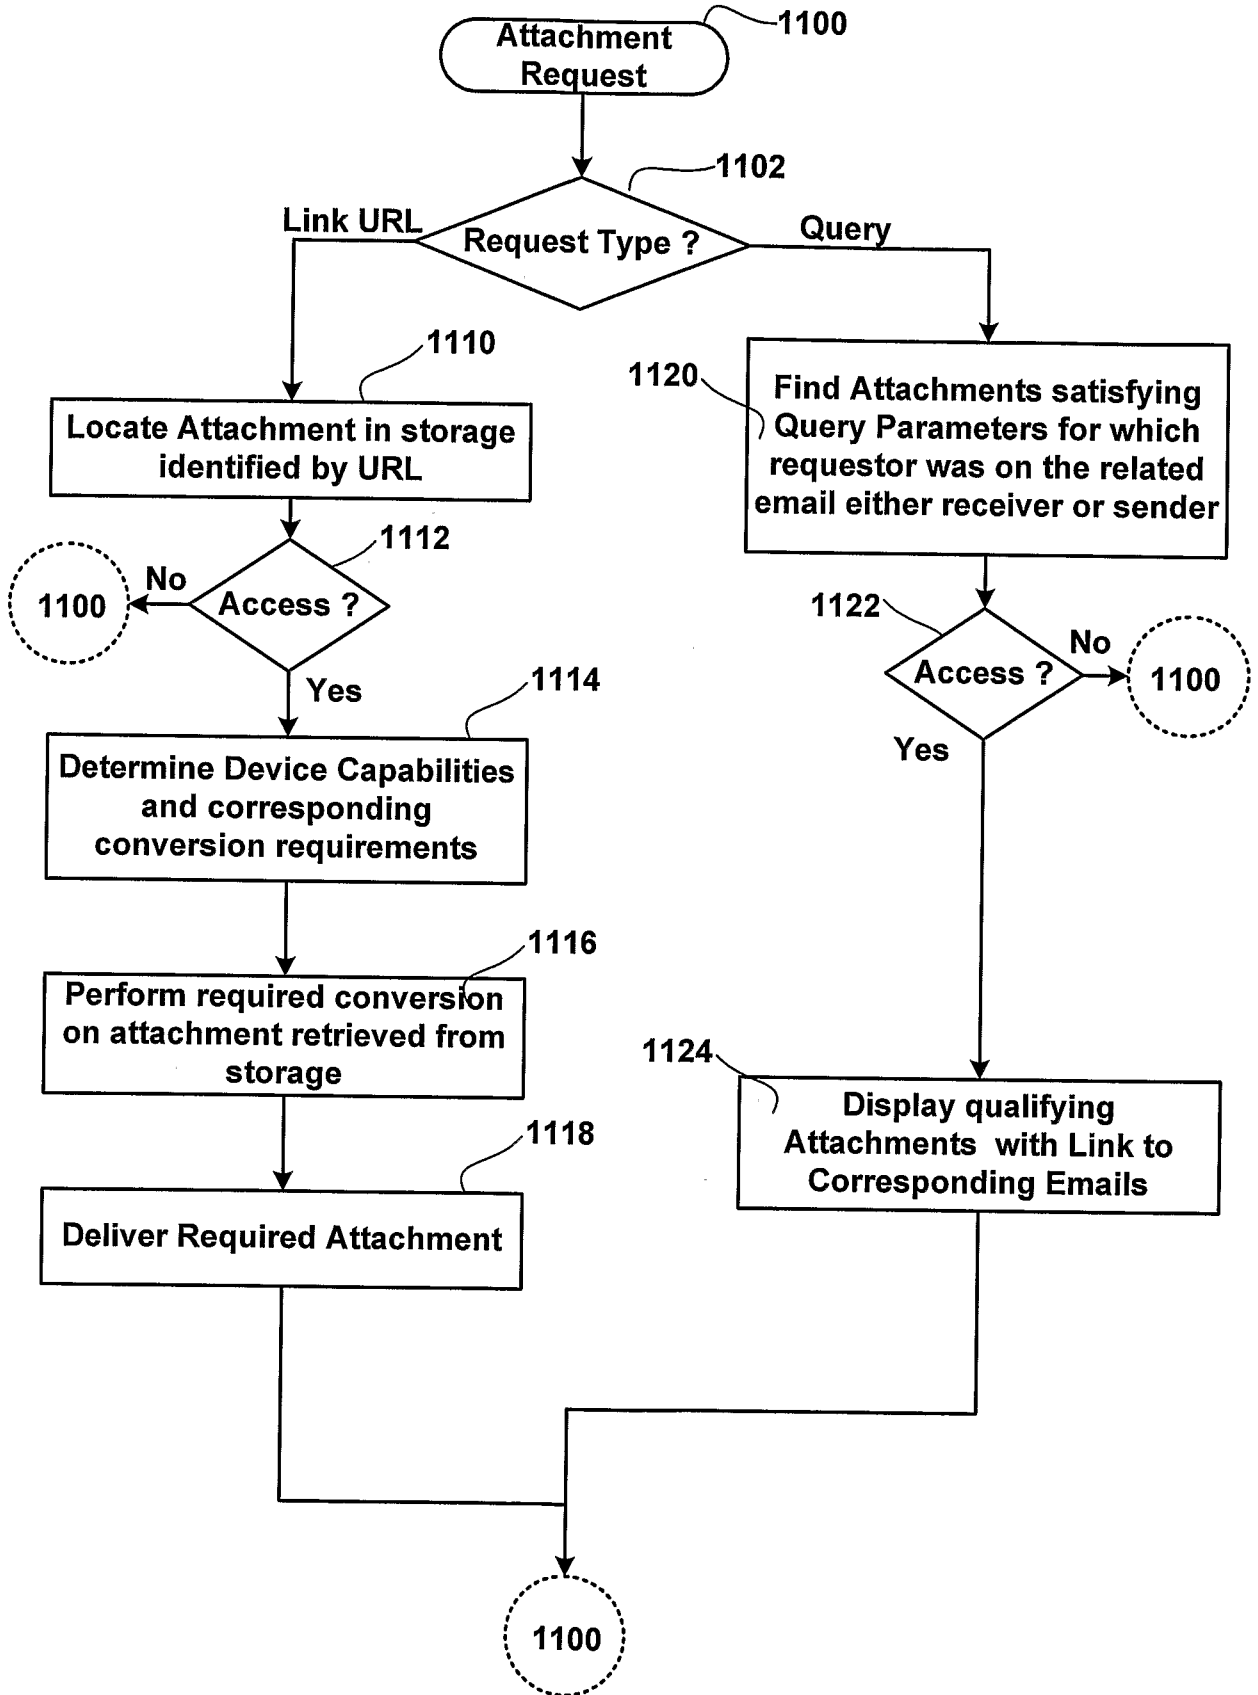 1100
Attachment
Request
1102
Link URL
Request Type ?
Query
1110
Locate Attachment in storage
identified by URL
1112
Access ?
No
1100
Yes
1114
Determine Device Capabilities
and corresponding
conversion requirements
1116
Perform required conversion
on attachment retrieved from
storage
1118
Deliver Required Attachment
1120
Find Attachments satisfying
Query Parameters for which
requestor was on the related
email either receiver or sender
1122
Access ?
No
1100
Yes
1124
Display qualifying
Attachments with Link to
Corresponding Emails
1100